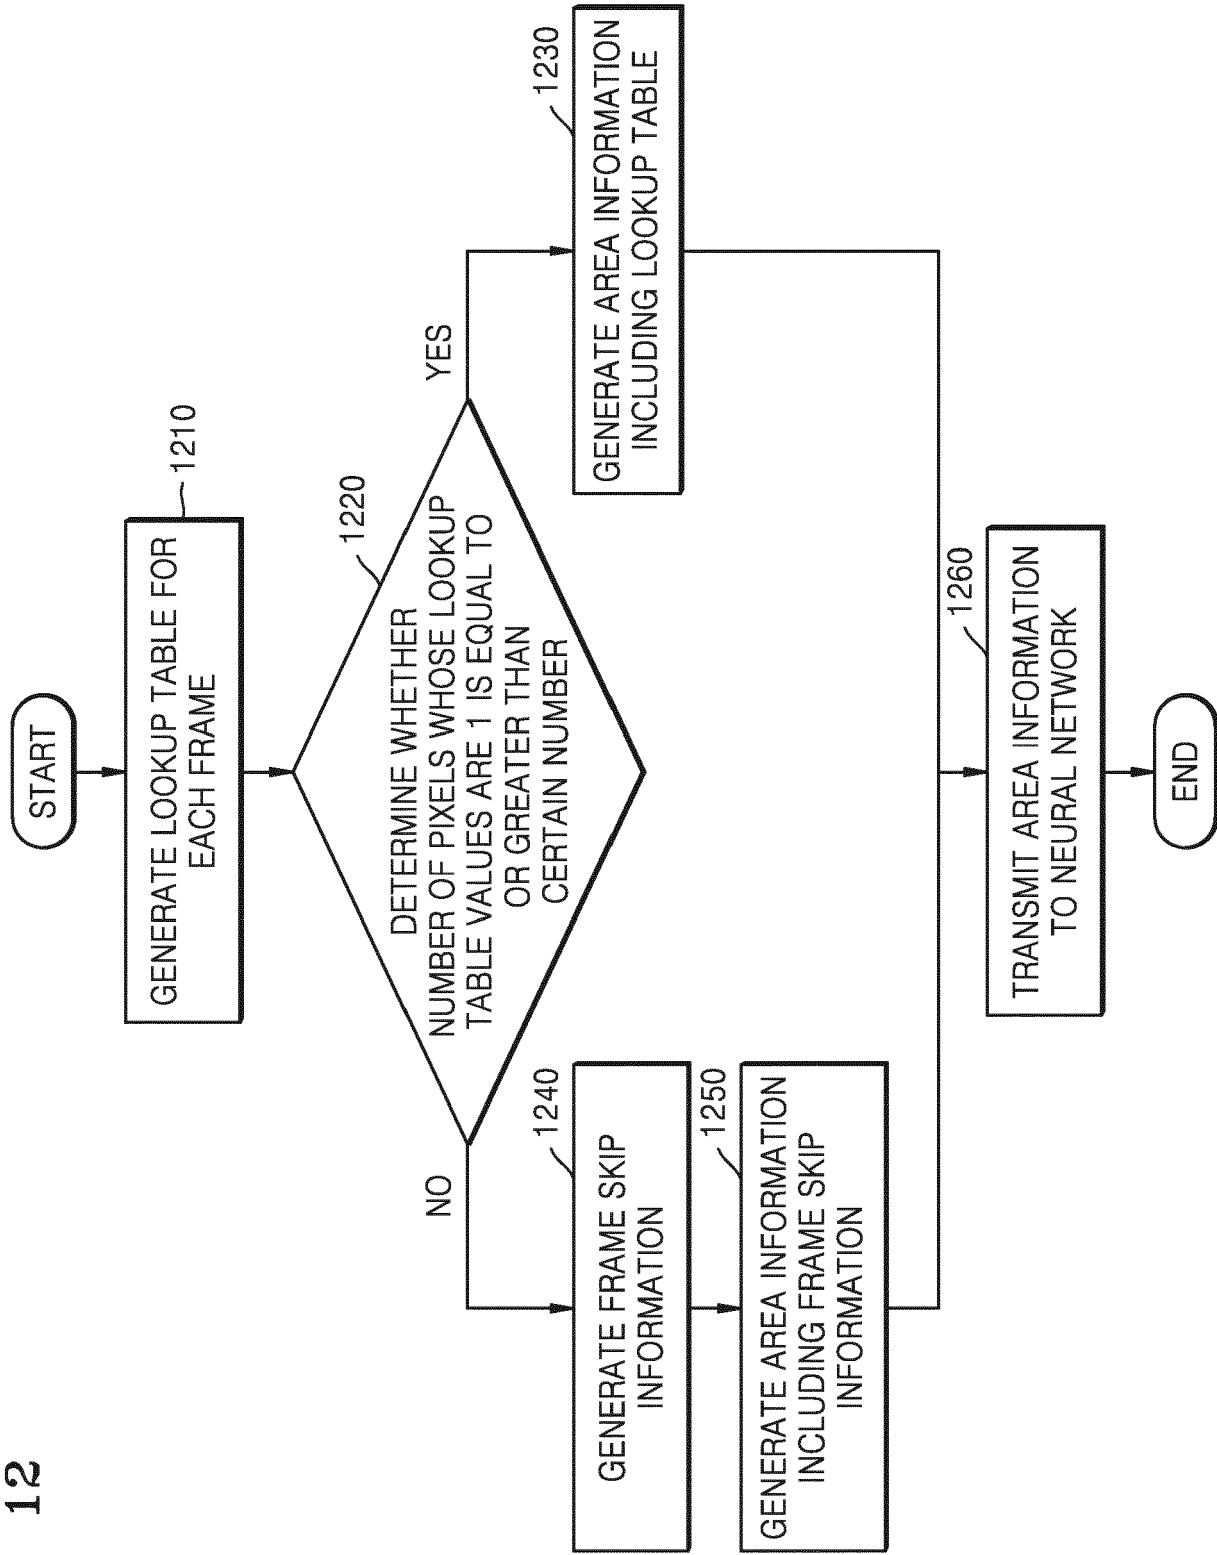 12
START
GENERATE LOOKUP TABLE FOR
EACH FRAME
1210
DETERMINE WHETHER
NUMBER OF PIXELS WHOSE LOOKUP
TABLE VALUES ARE 1 IS EQUAL TO
OR GREATER THAN
CERTAIN NUMBER
1220
NO
YES
GENERATE FRAME SKIP
INFORMATION
1240
GENERATE AREA INFORMATION
INCLUDING LOOKUP TABLE
1230
GENERATE AREA INFORMATION
INCLUDING FRAME SKIP
INFORMATION
1250
TRANSMIT AREA INFORMATION
TO NEURAL NETWORK
1260
END